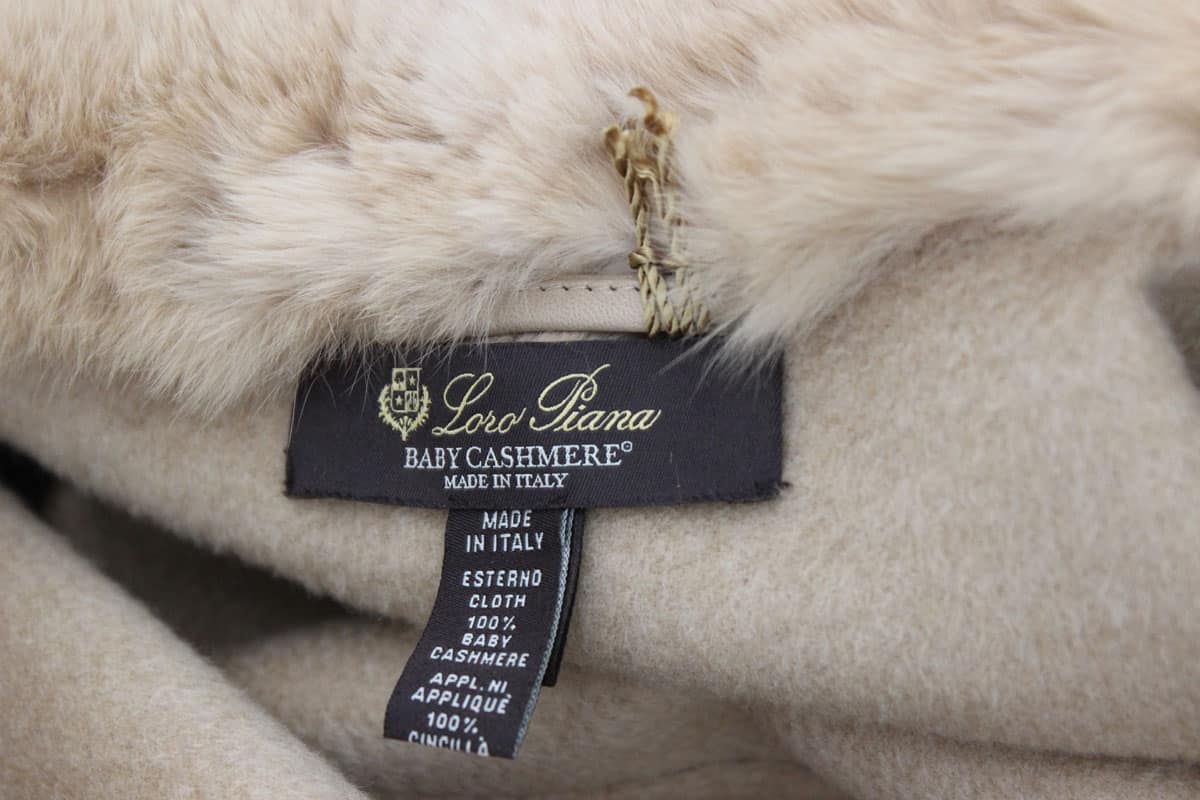 Loro Piana
BABY CASHMERE©
MADE IN ITALY
MADE
IN ITALY
ESTERNO
CLOTH
100%
BABY
CASHMERE
APPL.NI
APPLIQUÈ
100%
CINCILLÀ